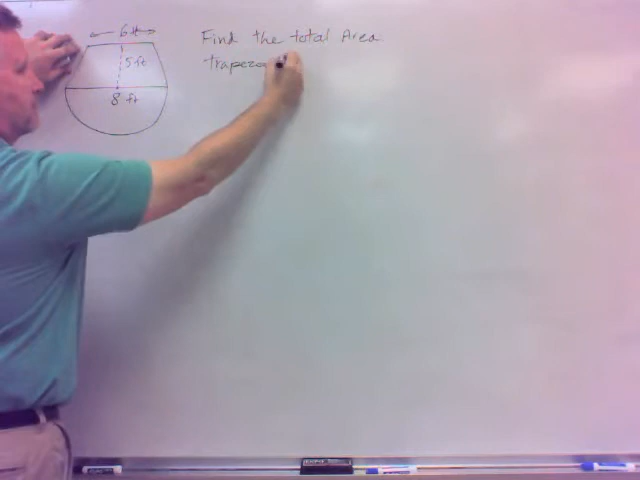 6 ft
Find the total Area
5 ft
trapezo
8 ft